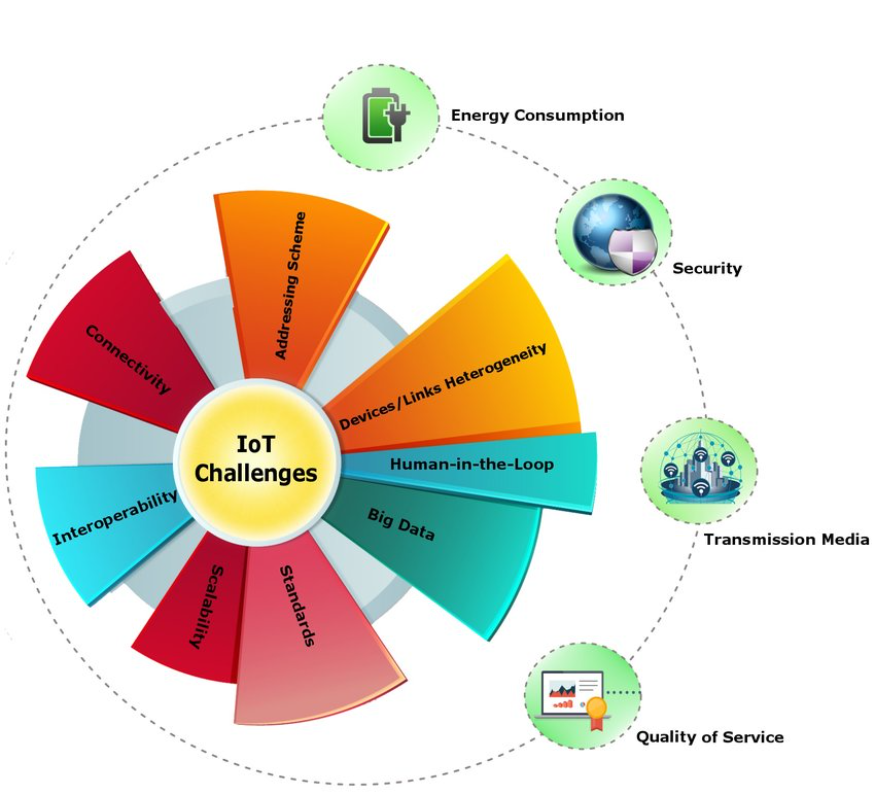 Energy Consumption
Security
Addressing Scheme
Connectivity
Devices/Links Heterogeneity
IoT
Challenges
Human-in-the-Loop
Interoperability
Big Data
Transmission Media
Scalability
Standards
Quality of Service